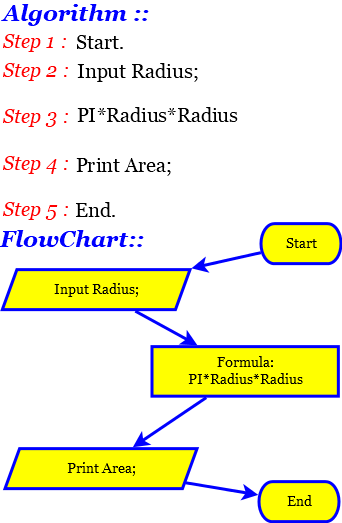 Algorithm ::
Step 1 : Start.
Step 2 : Input Radius;
Step 3 : PI*Radius*Radius
Step 4 : Print Area;
Step 5 : End.
FlowChart::
Start
Input Radius;
Formula:
PI*Radius*Radius
Print Area;
End